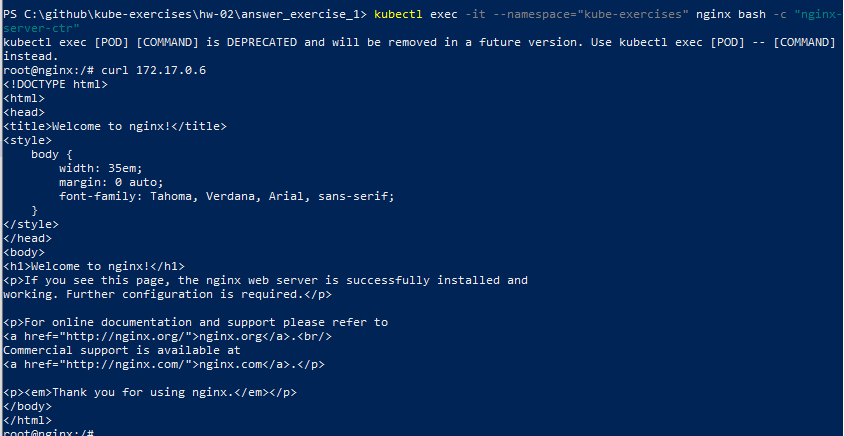 PS C:\github\kube-exercises\hw-02\answer_exercise_1> kubectl exec -it --namespace="kube-exercises" nginx bash -c "nginx-
server-ctr"
kubectl exec [POD] [COMMAND] is DEPRECATED and will be removed in a future version. Use kubectl exec [POD] -- [COMMAND]
instead.
root@nginx:/# curl 172.17.0.6
<!DOCTYPE html>
<html>
<head>
<title>Welcome to nginx!</title>
<style>
    body {
        width: 35em;
        margin: 0 auto;
        font-family: Tahoma, Verdana, Arial, sans-serif;
    }
</style>
</head>
<body>
<h1>Welcome to nginx!</h1>
<p>If you see this page, the nginx web server is successfully installed and
working. Further configuration is required.</p>

<p>For online documentation and support please refer to
<a href="http://nginx.org/">nginx.org</a>.<br/>
Commercial support is available at
<a href="http://nginx.com/">nginx.com</a>.</p>

<p><em>Thank you for using nginx.</em></p>
</body>
</html>
root@nginx:/#